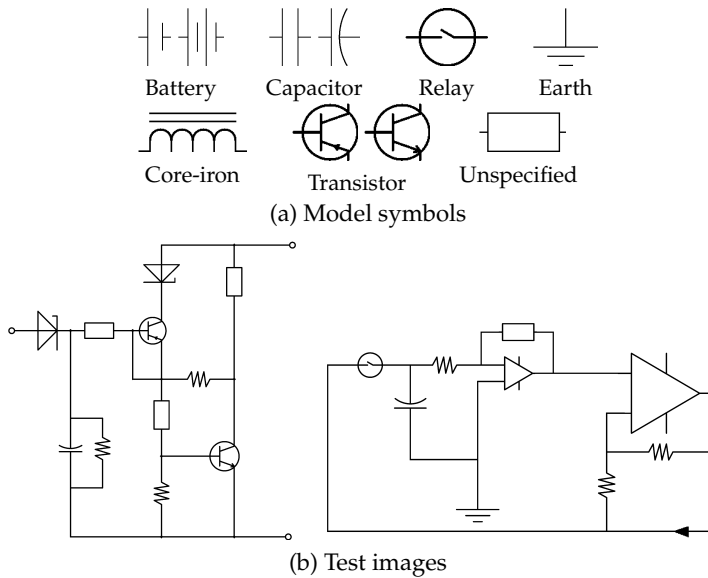 Battery Capacitor Relay Earth
Core-iron Transistor Unspecified
(a) Model symbols
(b) Test images